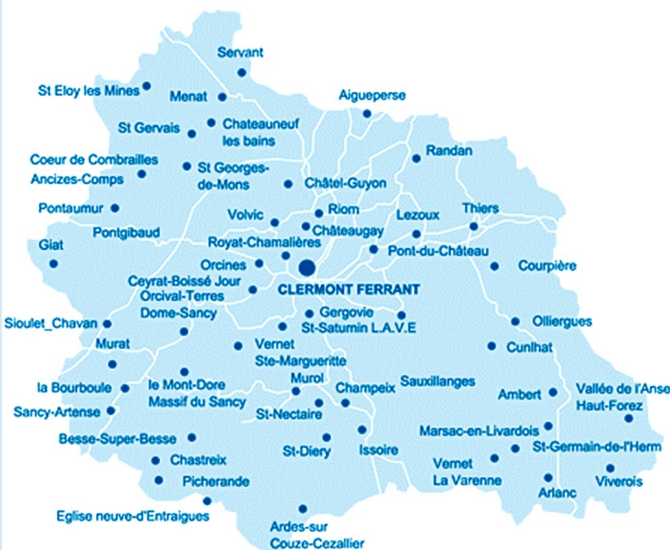 Servant
St Eloy les Mines
Menat
Aigueperse
St Gervais
Chateauneuf
les bains
Randan
Coeur de Combrailles
Ancizes-Comps
St Georges-
de-Mons
Châtel-Guyon
Pontaumur
Volvic
Riom
Lezoux
Thiers
Pontgibaud
Châteaugay
Giat
Royat-Chamalières
Pont-du-Château
Orcines
Courpière
Ceyrat-Boissé Jour
CLERMONT FERRANT
Orcival-Terres
Dome-Sancy
Gergovie
St-Saturnin L.A.V.E
Sioulet_Chavan
Olliergues
Murat
Vernet
Ste-Margueritte
Cunlhat
la Bourboule
le Mont-Dore
Massif du Sancy
Murol
Champeix
Sauxillanges
Ambert
Vallée de l'Anse
Haut-Forez
Sancy-Artense
St-Nectaire
Besse-Super-Besse
St-Diery
Issoire
Marsac-en-Livardois
St-Germain-de-l'Herm
Chastreix
Vernet
La Varenne
Picherande
Arlanc
Viverois
Eglise neuve-d'Entraigues
Ardes-sur
Couze-Cezallier